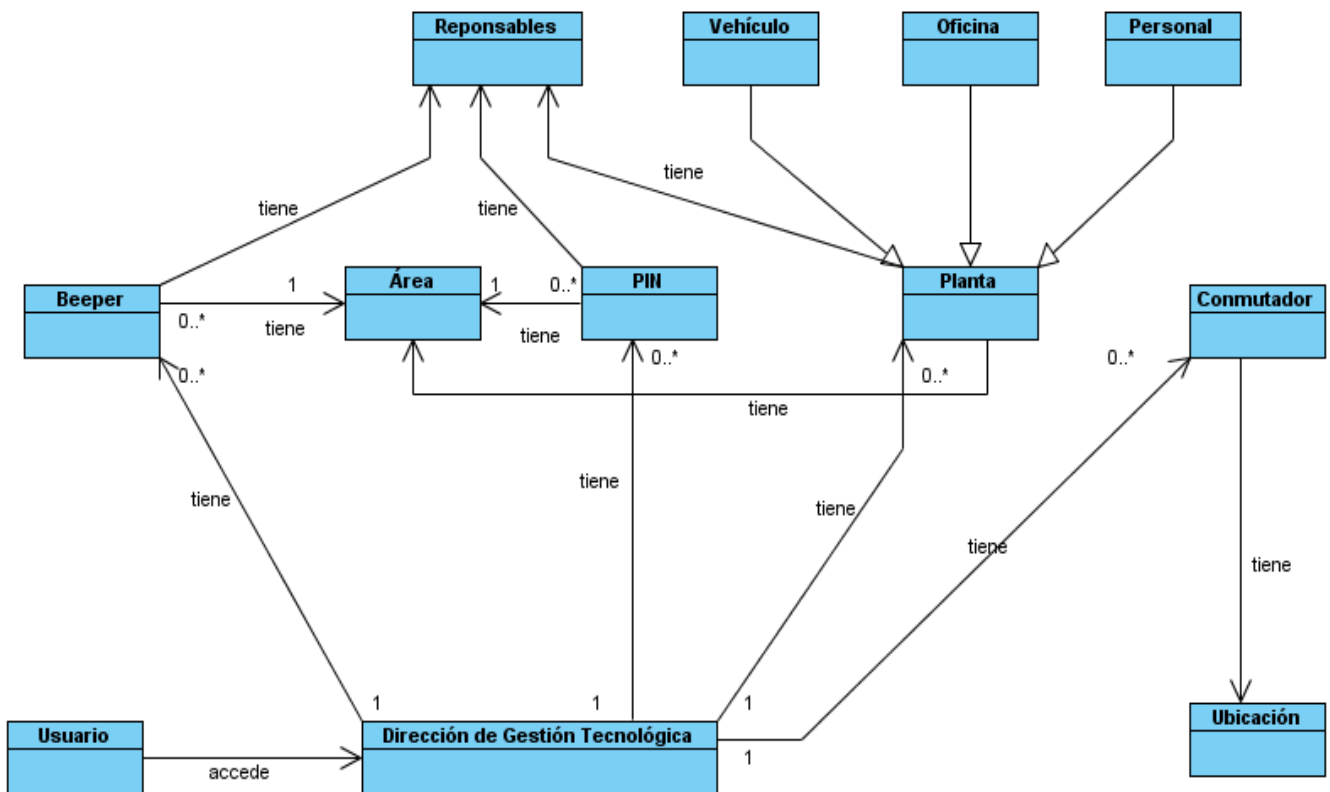 Reponsables
Vehículo
Oficina
Personal
tiene
tiene
tiene
Área
PIN
Planta
Beeper
Conmutador
1
1
0..*
0..*
tiene
tiene
0..*
0..*
0..*
0..*
tiene
tiene
tiene
tiene
tiene
tiene
1
1
1
Usuario
Dirección de Gestión Tecnológica
Ubicación
1
accede